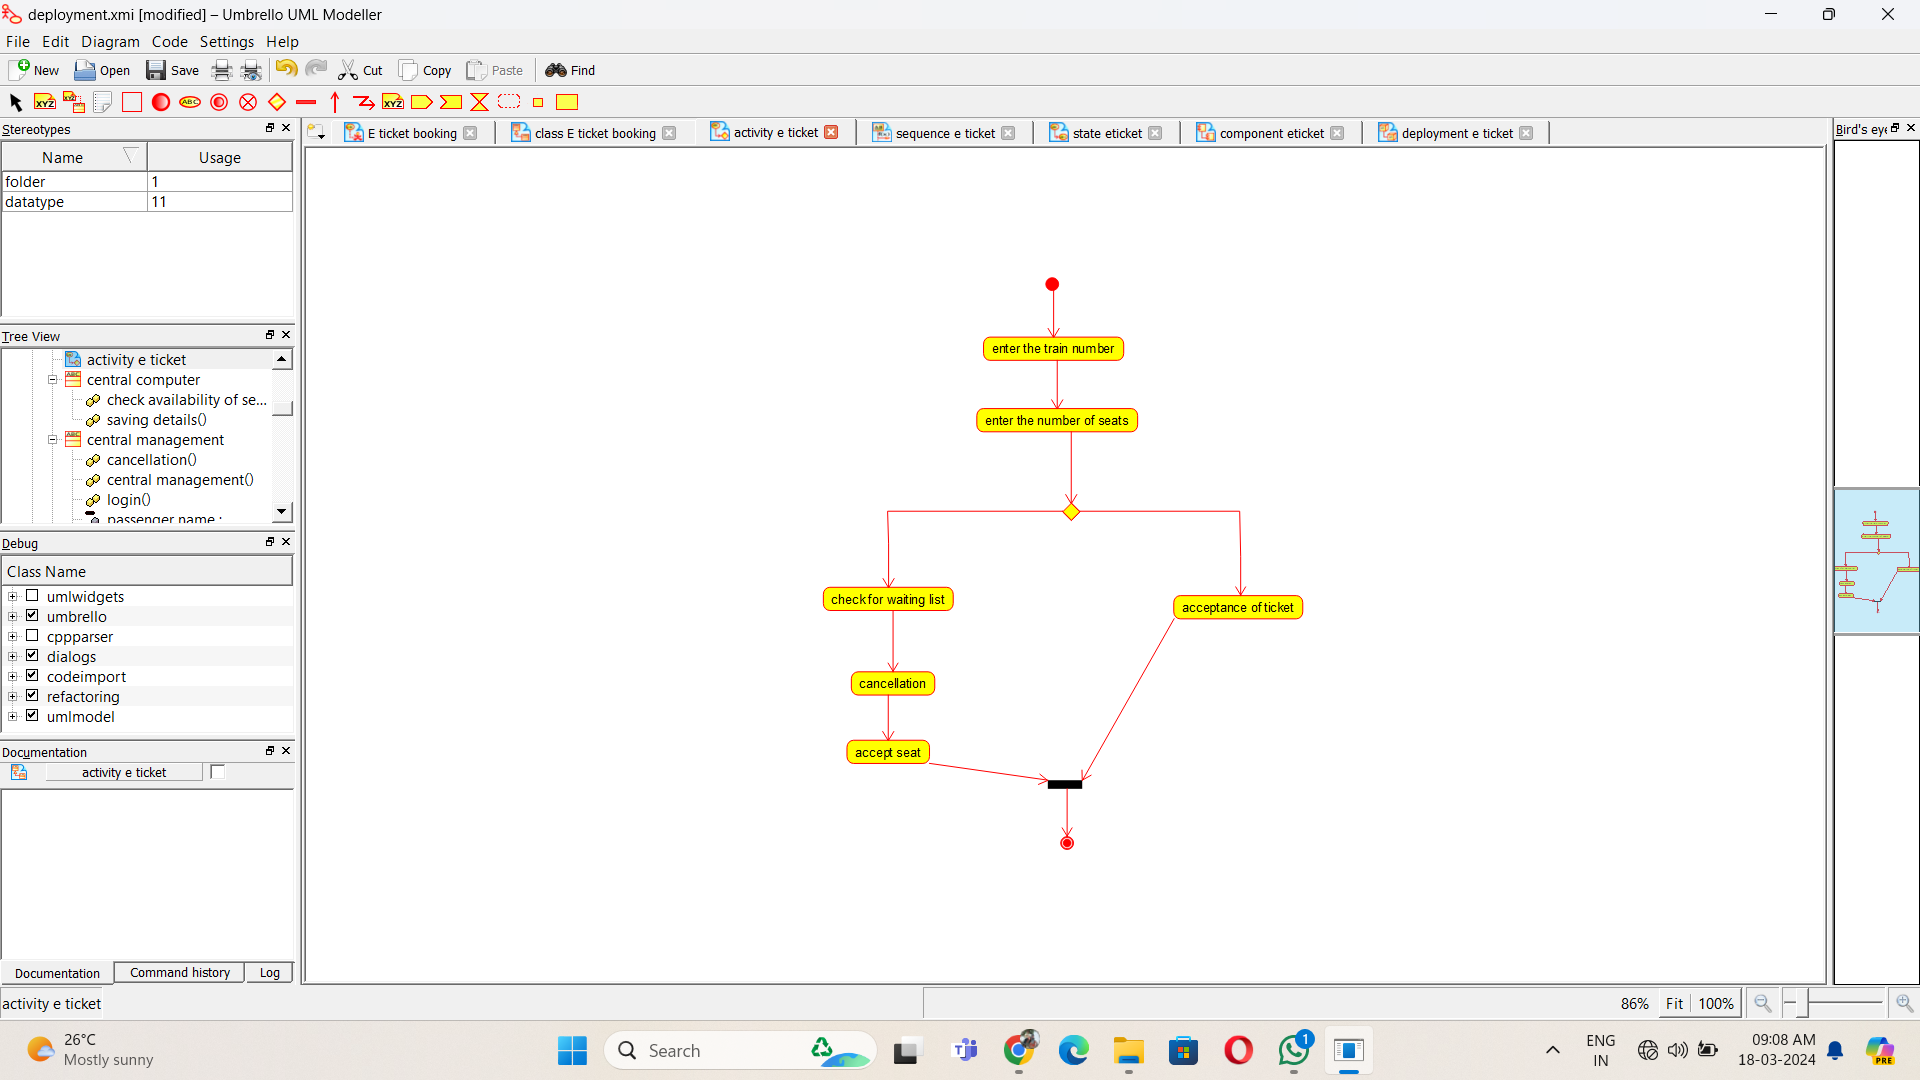 deployment.xmi [modified] – Umbrello UML Modeller
File Edit Diagram Code Settings Help
New Open Save Cut Copy Paste Find
XYZ XYZ ABC XYZ
Stereotypes
Name Usage
folder 1
datatype 11
Tree View
activity e ticket
central computer
check availability of se...
saving details()
central management
cancellation()
central management()
login()
passenger name :
Debug
Class Name
umlwidgets
umbrello
cppparser
dialogs
codeimport
refactoring
umlmodel
Documentation
activity e ticket
Documentation Command history Log
E ticket booking class E ticket booking activity e ticket sequence e ticket state eticket component eticket deployment e ticket
Bird's eye
enter the train number
enter the number of seats
check for waiting list
acceptance of ticket
cancellation
accept seat
activity e ticket
86% Fit 100%
26°C
Mostly sunny
Search
1
ENG
IN
09:08 AM
18-03-2024
PRE